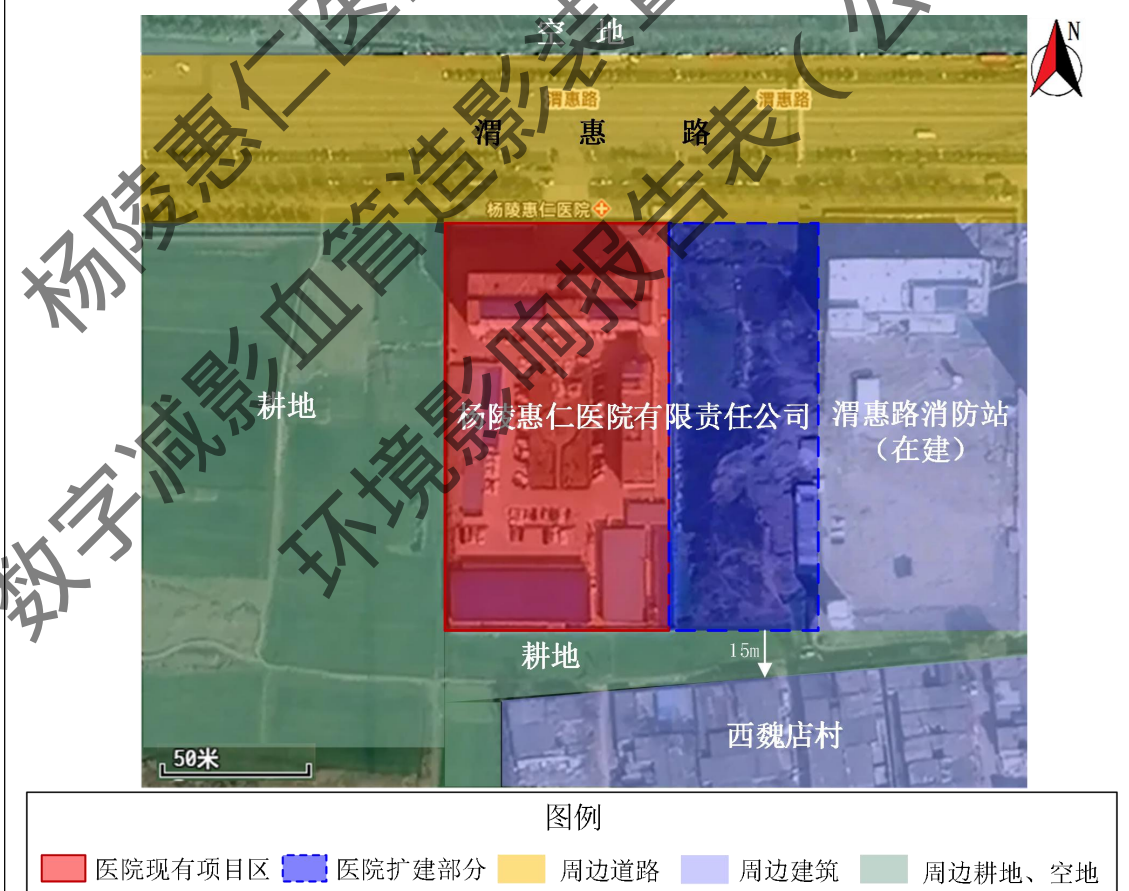 空 地
N
渭惠路
渭惠路
渭 惠 路
杨陵惠仁医院
耕地
杨陵惠仁医院有限责任公司
渭惠路消防站
（在建）
耕地
15m
西魏店村
50米
杨陵惠仁医
数字减影血管造影装
环境影响报告表（公
图例
医院现有项目区
医院扩建部分
周边道路
周边建筑
周边耕地、空地